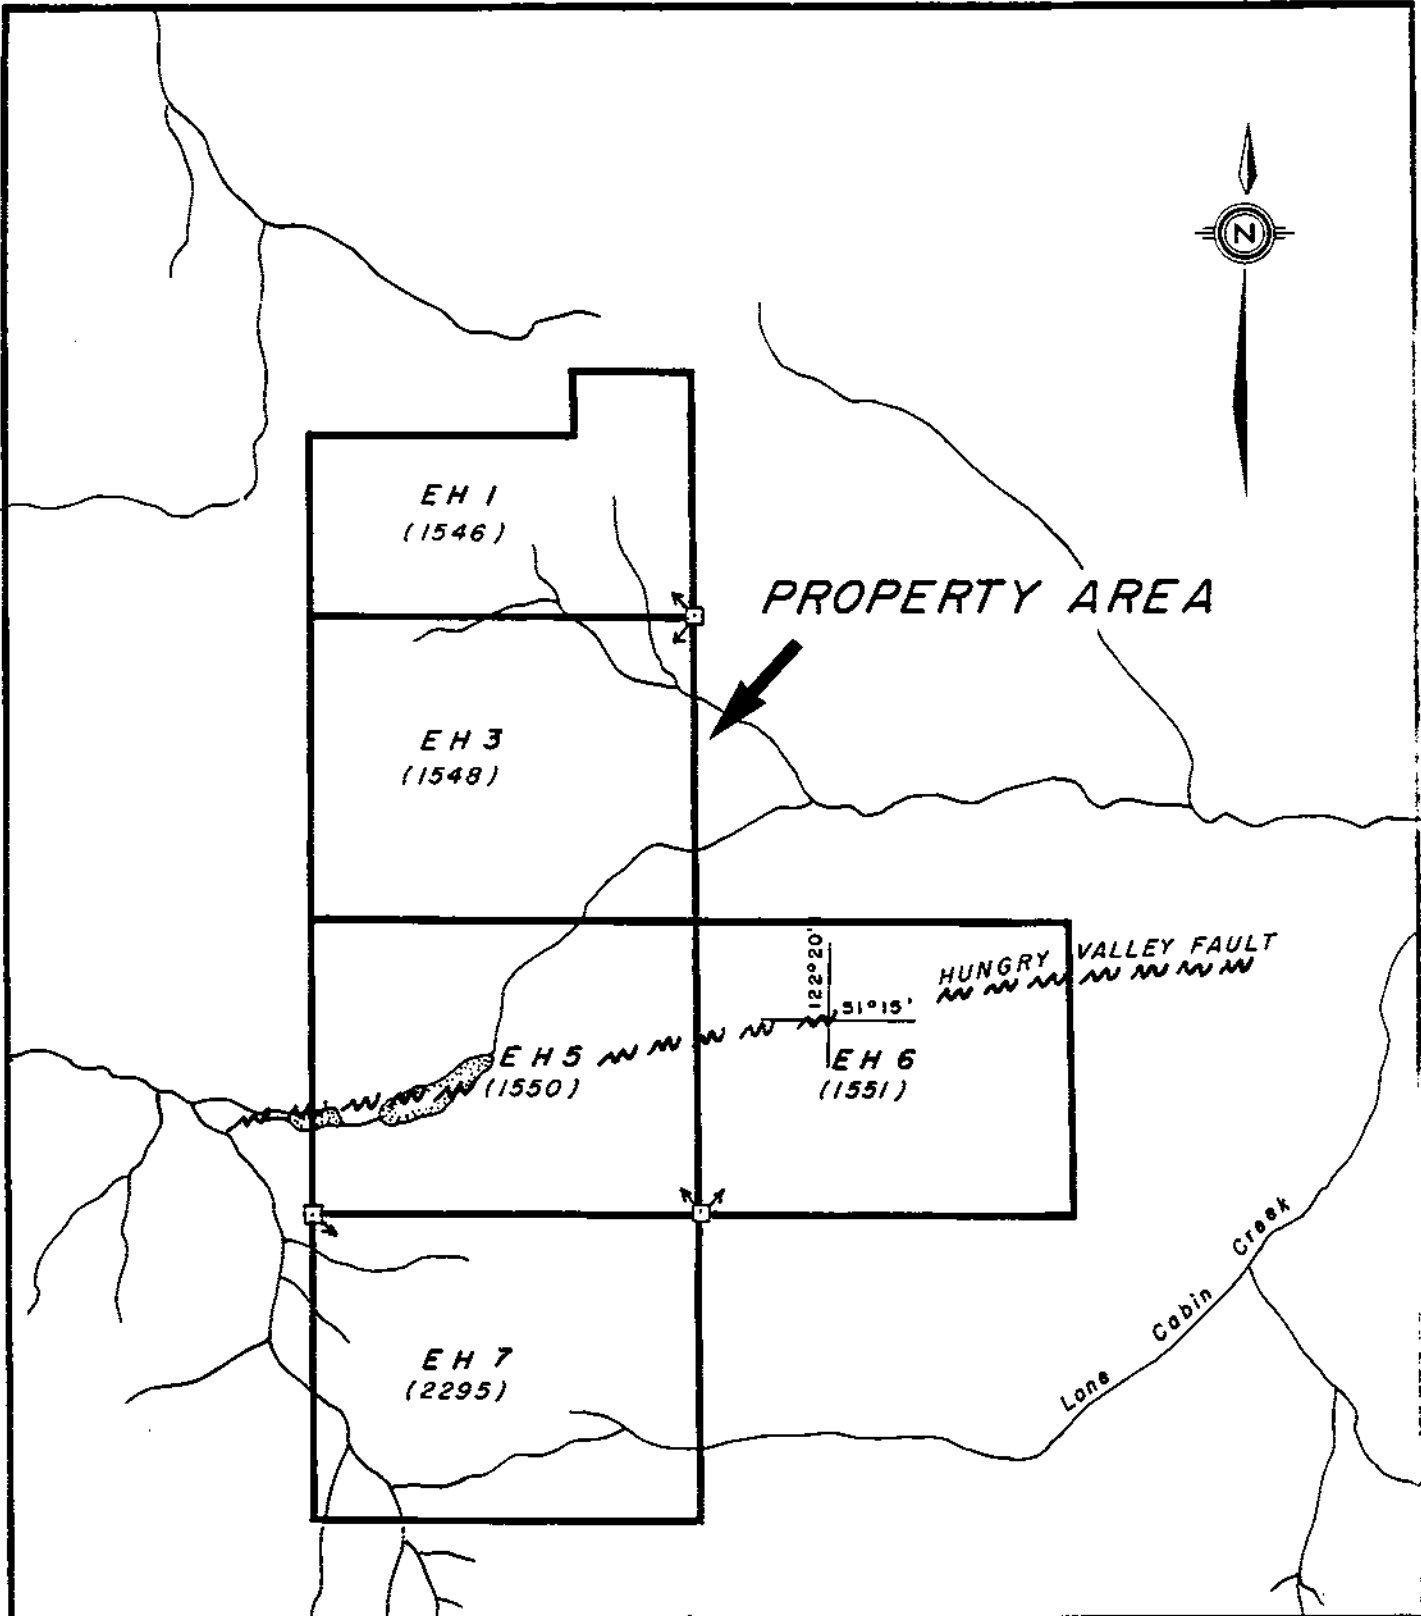 N
EH 1
(1546)
PROPERTY AREA
EH 3
(1548)
HUNGRY VALLEY FAULT
122°20'
51°15'
EH 5
(1550)
EH 6
(1551)
Lone Cabin Creek
EH 7
(2295)